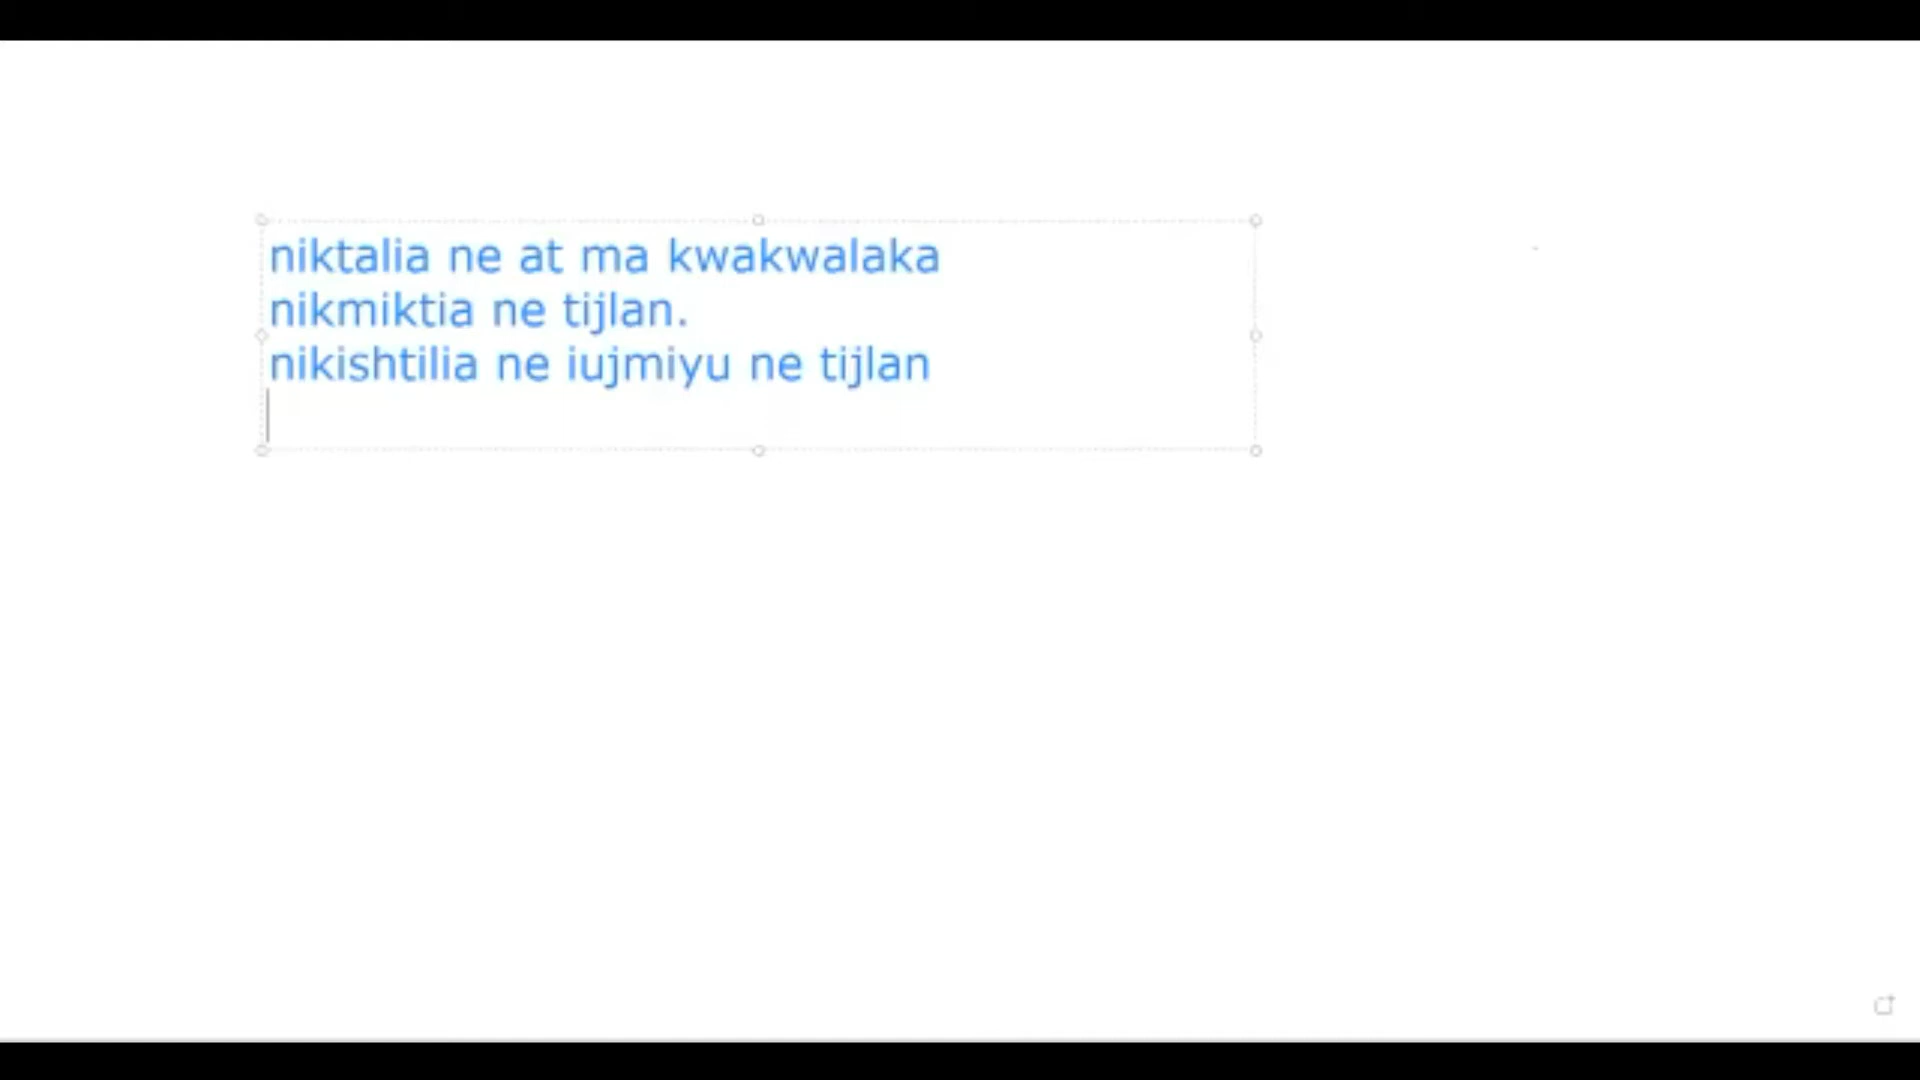 niktalia ne at ma kwakwalaka
nikmiktia ne tijlan.
nikishtilia ne iujmiyu ne tijlan